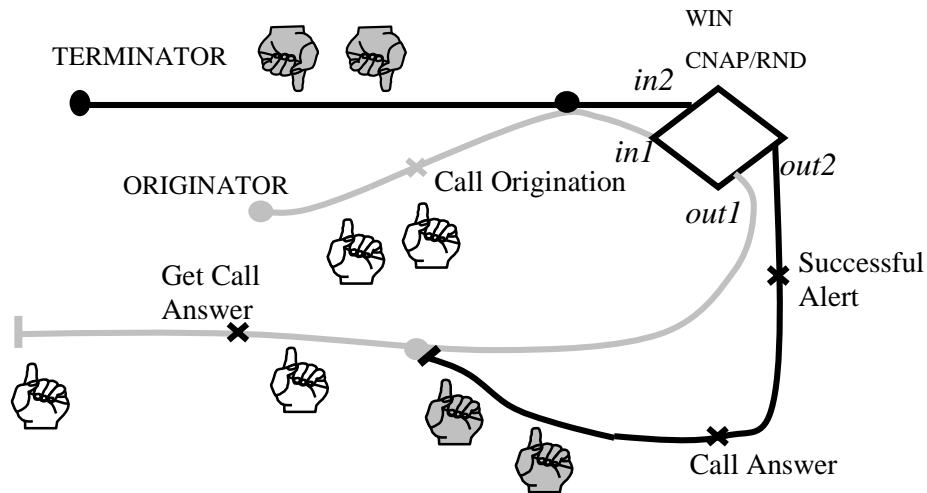 WIN
CNAP/RND
TERMINATOR
in2
in1
out2
ORIGINATOR
Call Origination
out1
Get Call
Answer
Successful
Alert
Call Answer